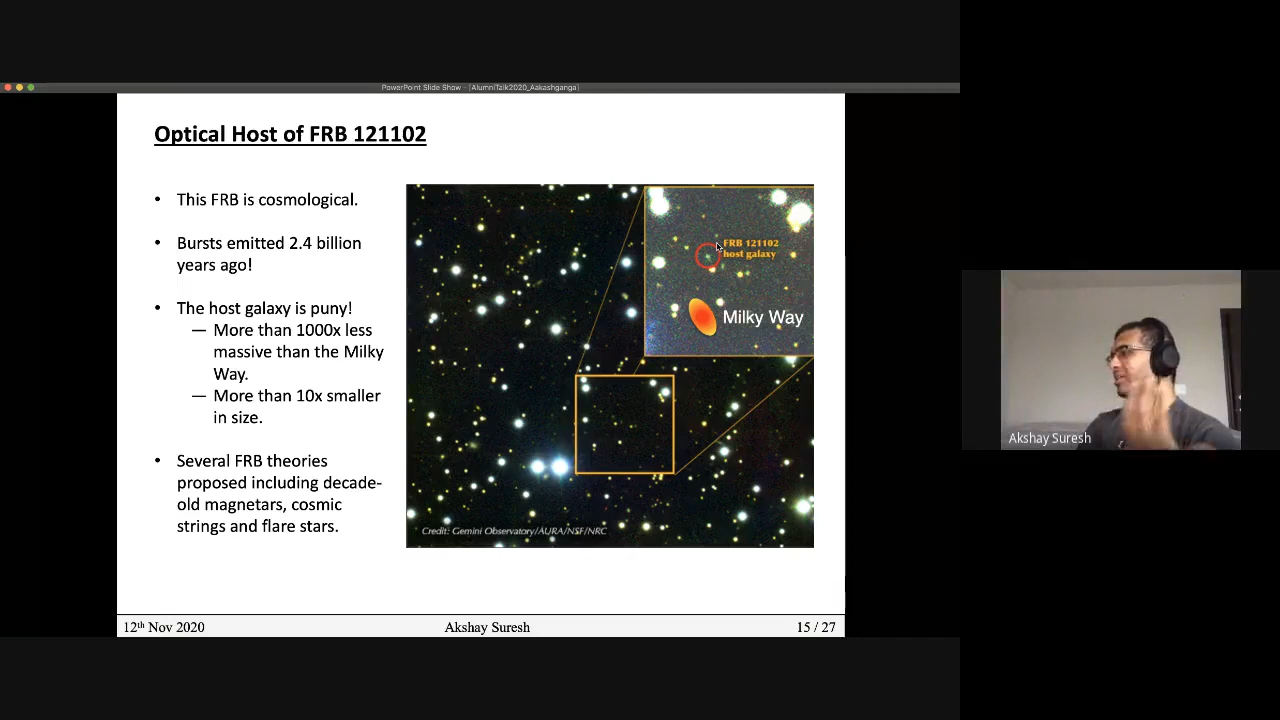 PowerPoint Slide Show - [AlumniTalk2020_Aakashganga]
Optical Host of FRB 121102
• This FRB is cosmological.
• Bursts emitted 2.4 billion
years ago!
• The host galaxy is puny!
— More than 1000x less
massive than the Milky
Way.
— More than 10x smaller
in size.
• Several FRB theories
proposed including decade-
old magnetars, cosmic
strings and flare stars.
FRB 121102
host galaxy
Milky Way
Credit: Gemini Observatory/AURA/NSF/NRC
12th Nov 2020
Akshay Suresh
15 / 27
Akshay Suresh